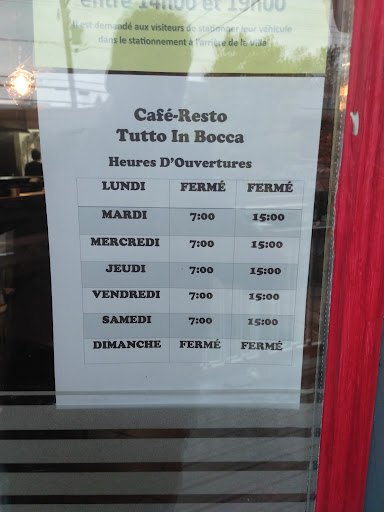 entre 14h00 et 19h00
Il est demandé aux visiteurs de stationner leur véhicule
dans le stationnement à l'arrière de la Ville.
Café-Resto
Tutto In Bocca
Heures D'Ouvertures
LUNDI FERMÉ FERMÉ
MARDI 7:00 15:00
MERCREDI 7:00 15:00
JEUDI 7:00 15:00
VENDREDI 7:00 15:00
SAMEDI 7:00 15:00
DIMANCHE FERMÉ FERMÉ